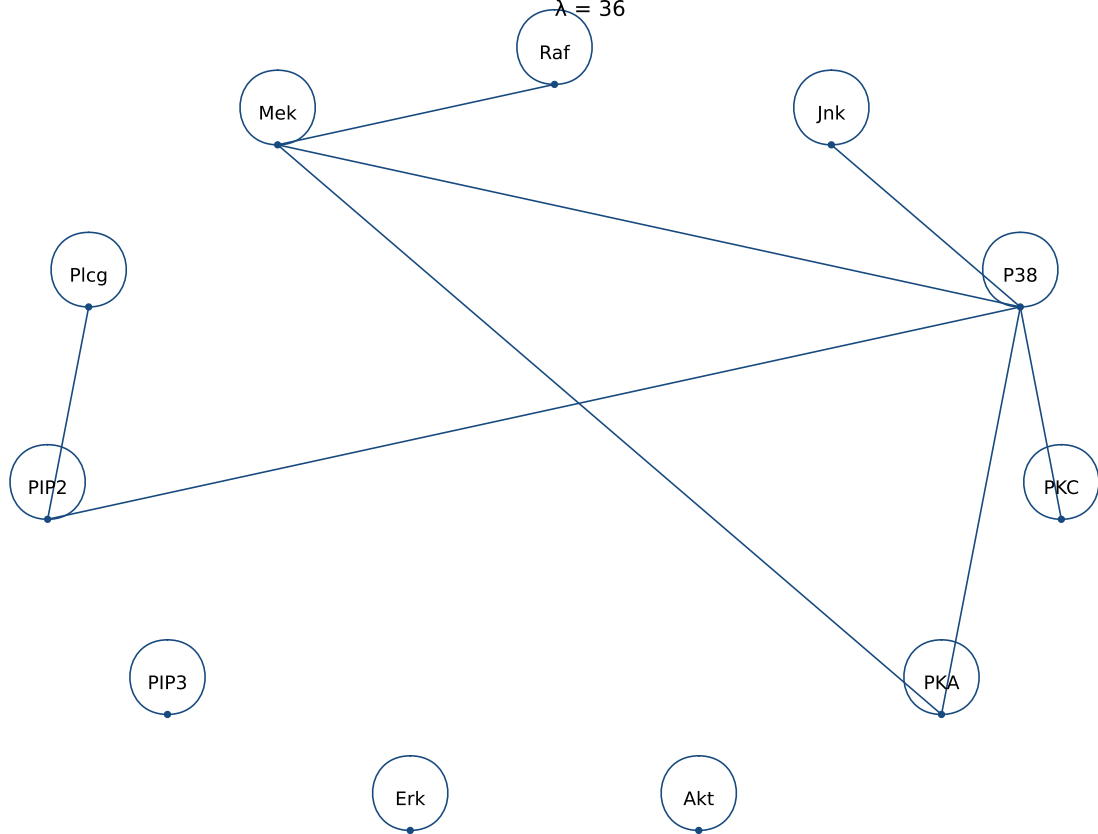 λ = 36
Raf
Mek
Jnk
Plcg
P38
PIP2
PKC
PIP3
PKA
Erk
Akt